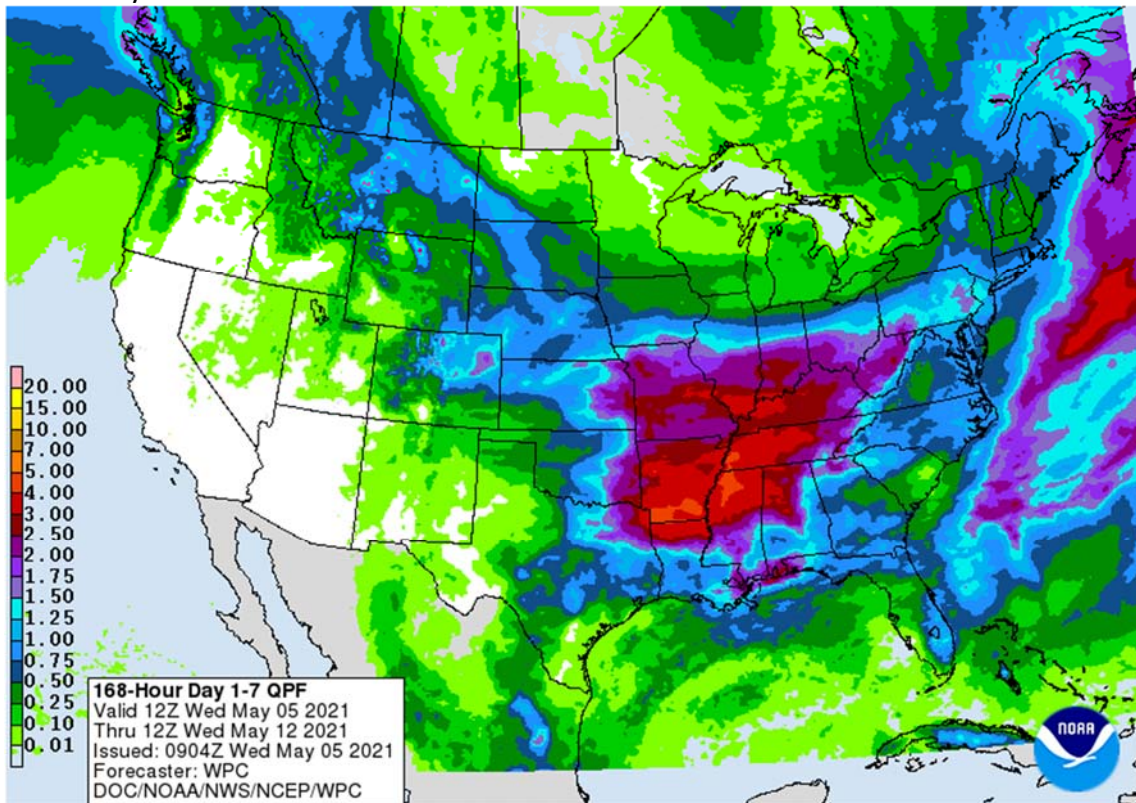 20.00
15.00
10.00
7.00
5.00
4.00
3.00
2.50
2.00
1.75
1.50
1.25
1.00
0.75
0.50
0.25
0.10
0.01
168-Hour Day 1-7 QPF
Valid 12Z Wed May 05 2021
Thru 12Z Wed May 12 2021
Issued: 0904Z Wed May 05 2021
Forecaster: WPC
DOC/NOAA/NWS/NCEP/WPC
NOAA